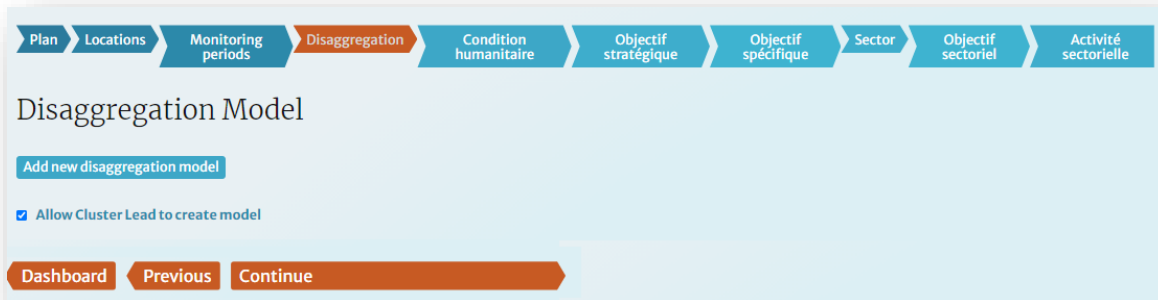 Plan
Locations
Monitoring
periods
Disaggregation
Condition
humanitaire
Objectif
stratégique
Objectif
spécifique
Sector
Objectif
sectoriel
Activité
sectorielle
Disaggregation Model
Add new disaggregation model
Allow Cluster Lead to create model
Dashboard
Previous
Continue